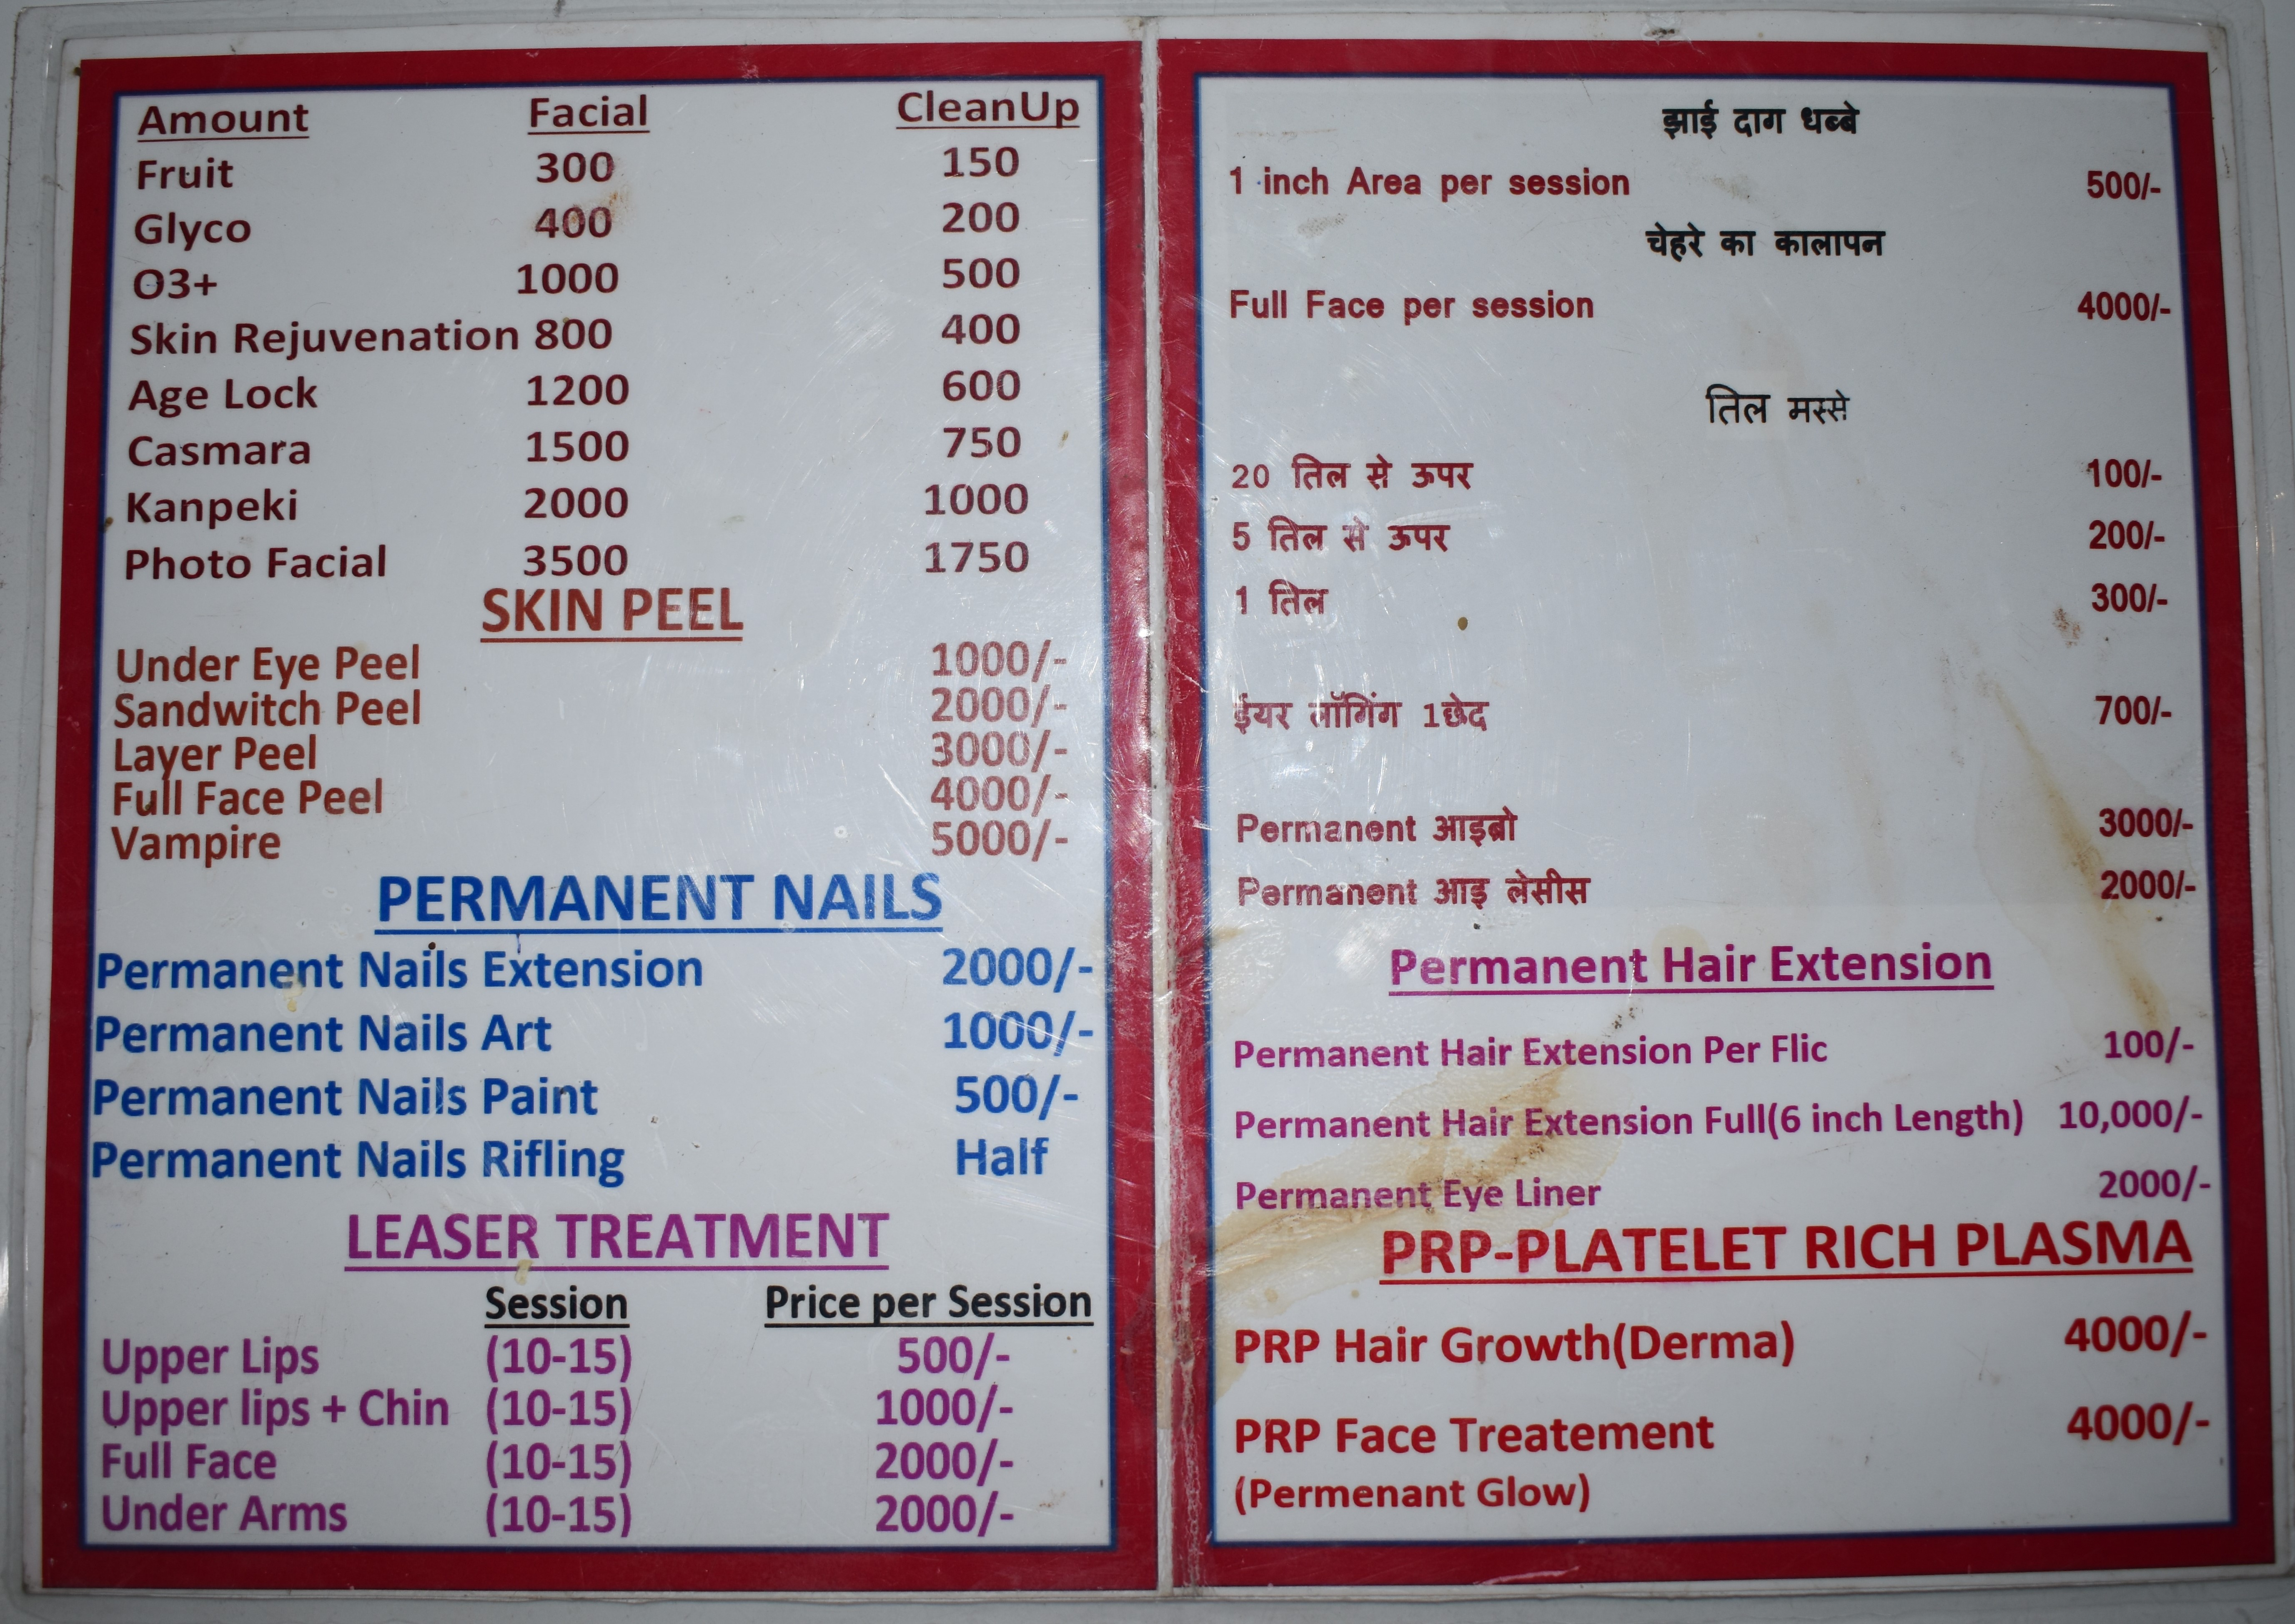 Amount Facial CleanUp
Fruit 300 150
Glyco 400 200
O3+ 1000 500
Skin Rejuvenation 800 400
Age Lock 1200 600
Casmara 1500 750
Kanpeki 2000 1000
Photo Facial 3500 1750
SKIN PEEL
Under Eye Peel 1000/-
Sandwitch Peel 2000/-
Layer Peel 3000/-
Full Face Peel 4000/-
Vampire 5000/-
PERMANENT NAILS
Permanent Nails Extension 2000/-
Permanent Nails Art 1000/-
Permanent Nails Paint 500/-
Permanent Nails Rifling Half
LEASER TREATMENT
Session Price per Session
Upper Lips (10-15) 500/-
Upper lips + Chin (10-15) 1000/-
Full Face (10-15) 2000/-
Under Arms (10-15) 2000/-
झाई दाग धब्बे
1 inch Area per session 500/-
चेहरे का कालापन
Full Face per session 4000/-
तिल मस्से
20 तिल से ऊपर 100/-
5 तिल से ऊपर 200/-
1 तिल 300/-
ईयर लॉगिंग 1छेद 700/-
Permanent आइब्रो 3000/-
Permanent आइ लेसीस 2000/-
Permanent Hair Extension
Permanent Hair Extension Per Flic 100/-
Permanent Hair Extension Full(6 inch Length) 10,000/-
Permanent Eye Liner 2000/-
PRP-PLATELET RICH PLASMA
PRP Hair Growth(Derma) 4000/-
PRP Face Treatement 4000/-
(Permenant Glow)